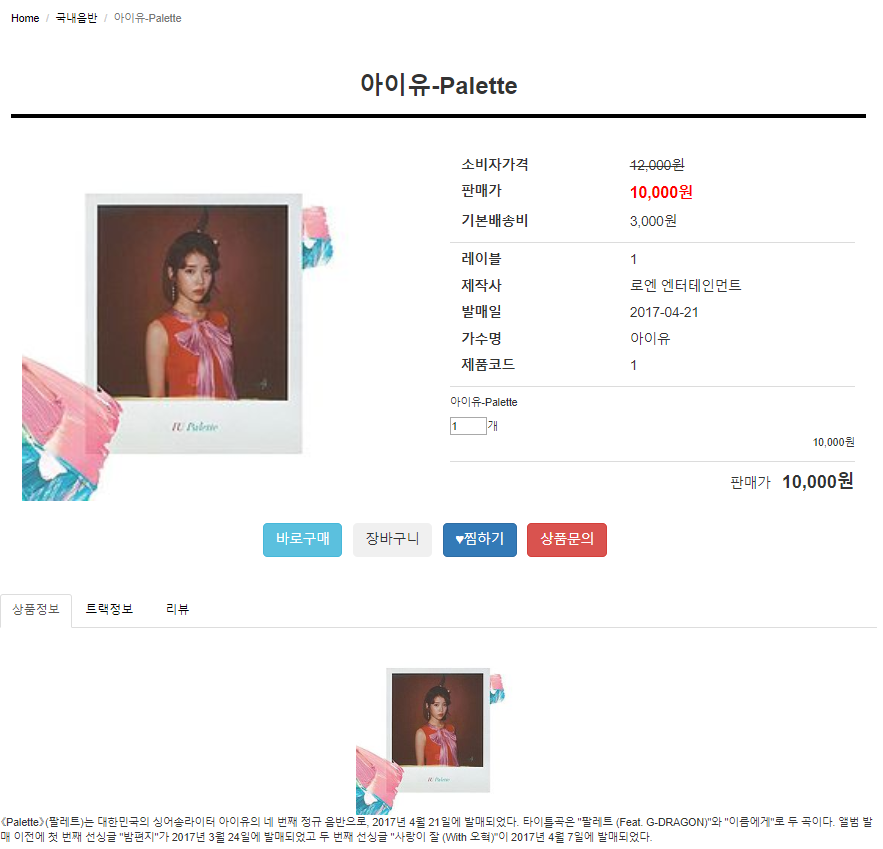 Home / 국내음반 / 아이유-Palette
아이유-Palette
소비자가격 12,000원
판매가 10,000원
기본배송비 3,000원
레이블 1
제작사 로엔 엔터테인먼트
발매일 2017-04-21
가수명 아이유
제품코드 1
IU Palette
아이유-Palette
1 개
10,000원
판매가 10,000원
바로구매 장바구니 ♥찜하기 상품문의
상품정보 트랙정보 리뷰
IU Palette
《Palette》(팔레트)는 대한민국의 싱어송라이터 아이유의 네 번째 정규 음반으로, 2017년 4월 21일에 발매되었다. 타이틀곡은 "팔레트 (Feat. G-DRAGON)"와 "이름에게"로 두 곡이다. 앨범 발
매 이전에 첫 번째 선싱글 "밤편지"가 2017년 3월 24일에 발매되었고 두 번째 선싱글 "사랑이 잘 (With 오혁)"이 2017년 4월 7일에 발매되었다.